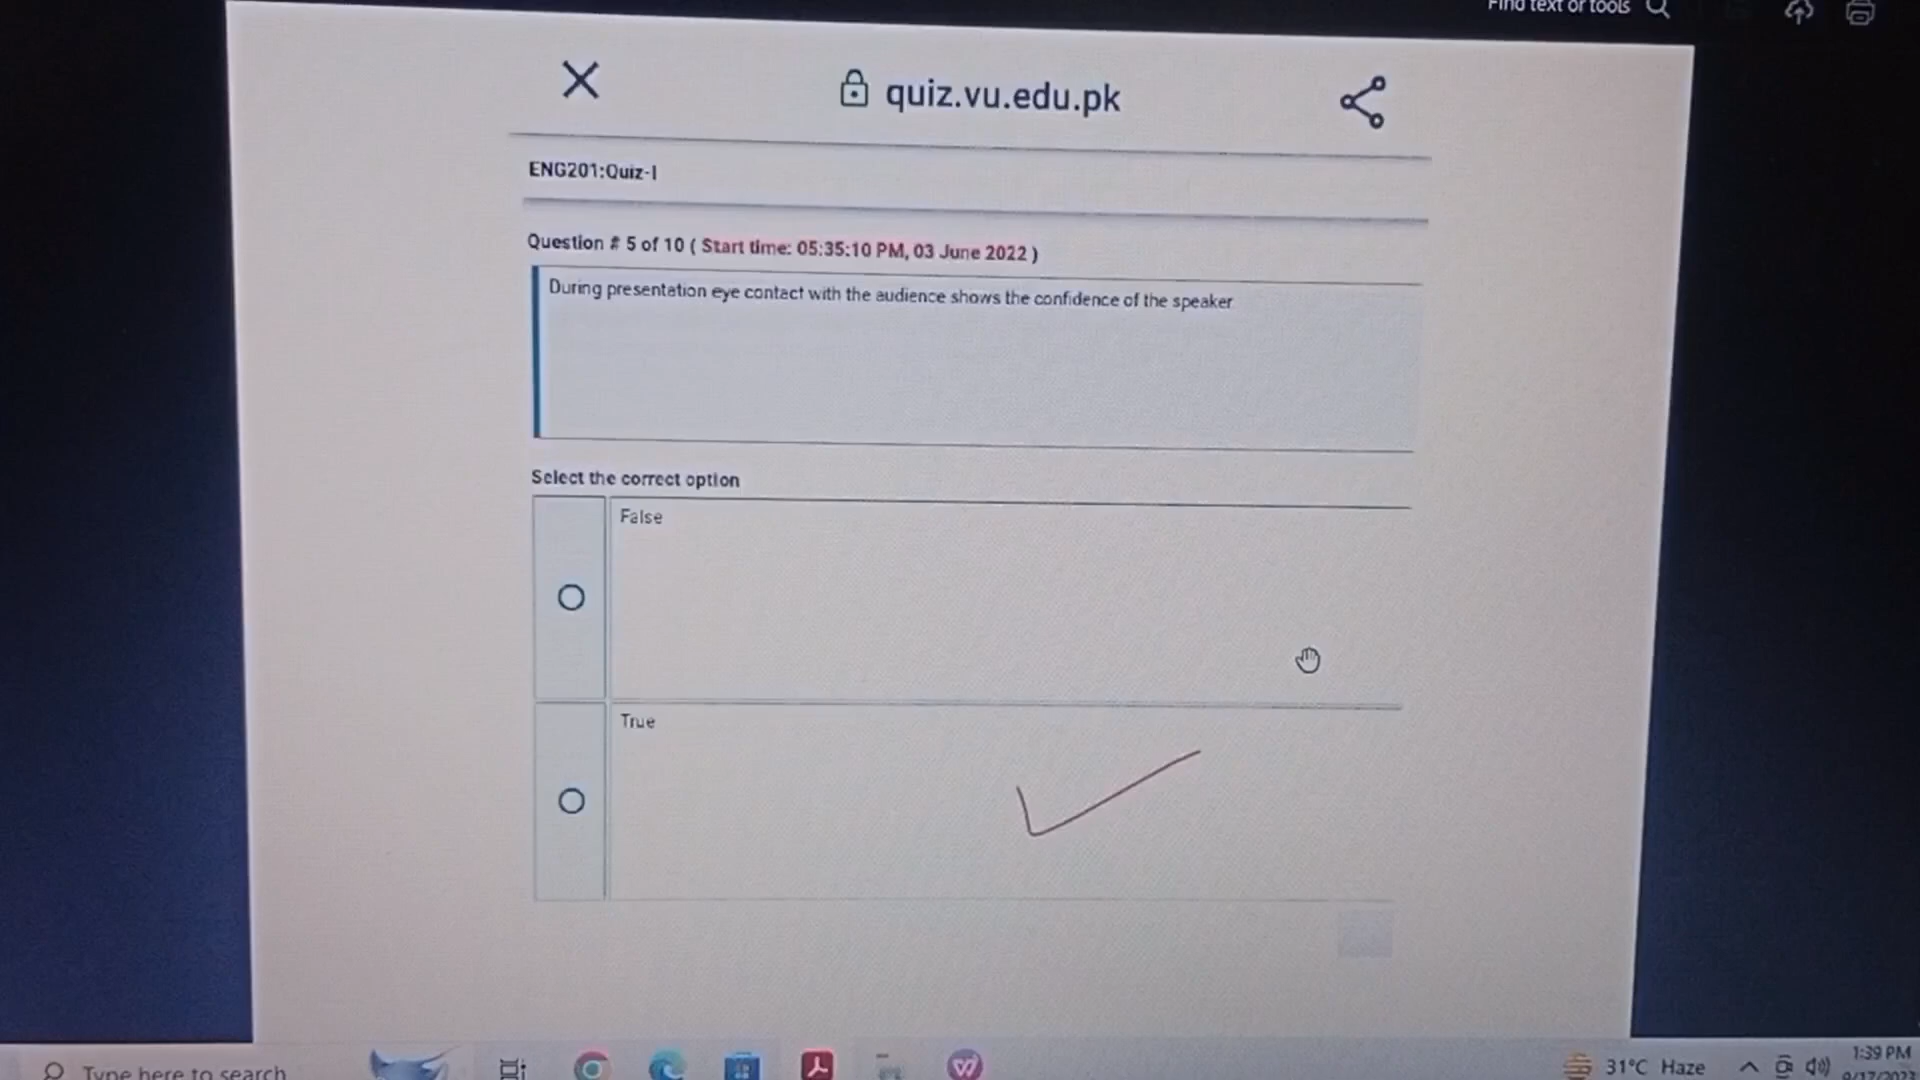 Find text or tools
quiz.vu.edu.pk
ENG201:Quiz-I
Question # 5 of 10 ( Start time: 05:35:10 PM, 03 June 2022 )
During presentation eye contact with the audience shows the confidence of the speaker
Select the correct option
False
True
Type here to search
31°C Haze
1:39 PM